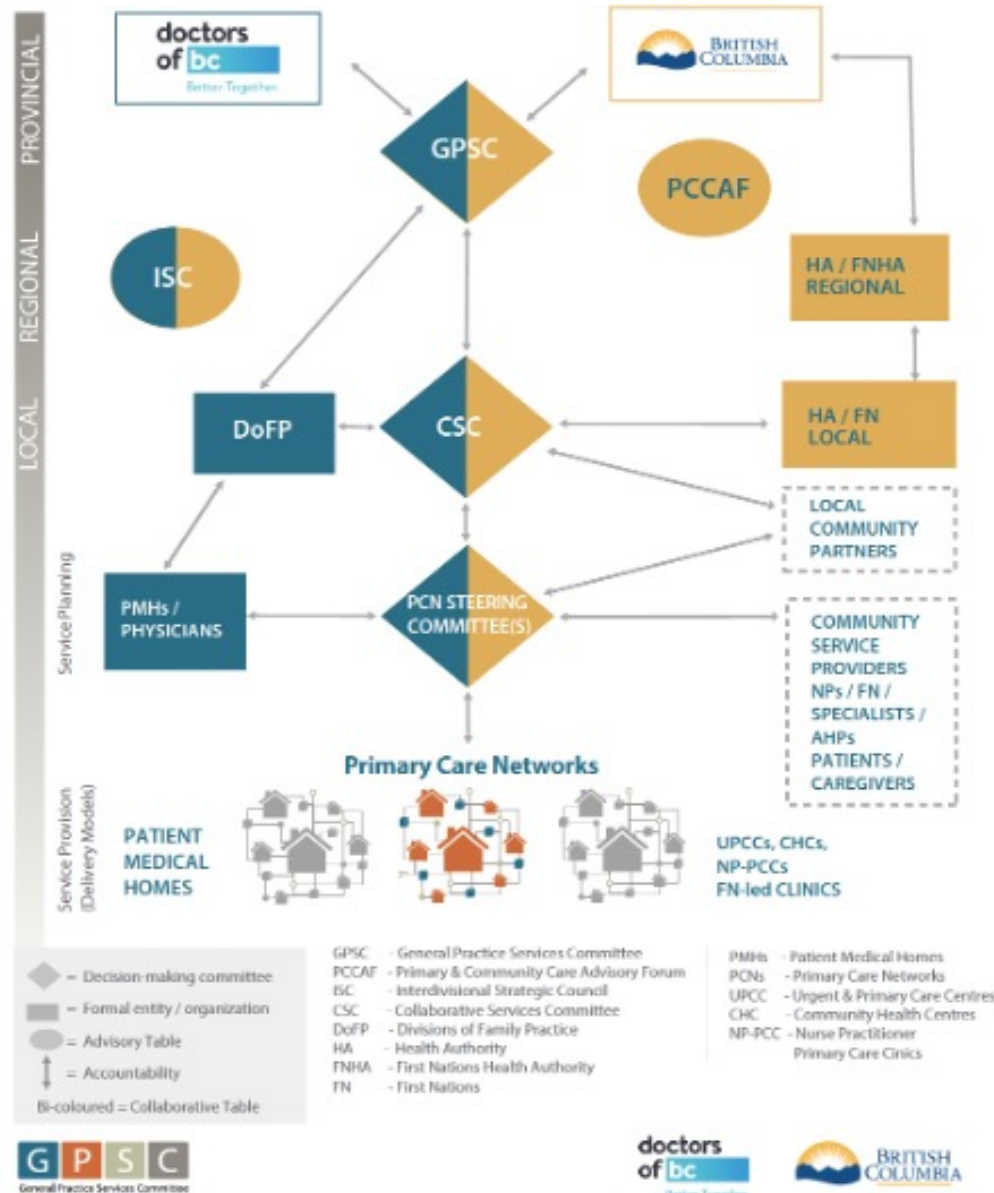 doctors
of bc
Better Together
BRITISH
COLUMBIA
PROVINCIAL
GPSC
PCCAF
REGIONAL
ISC
HA / FNHA
REGIONAL
LOCAL
DoFP
CSC
HA / FN
LOCAL
LOCAL
COMMUNITY
PARTNERS
Service Planning
PMHs /
PHYSICIANS
PCN STEERING
COMMITTEE(S)
COMMUNITY
SERVICE
PROVIDERS
NPs / FN /
SPECIALISTS /
AHPs
PATIENTS /
CAREGIVERS
Primary Care Networks
Service Provision
(Delivery Models)
PATIENT
MEDICAL
HOMES
UPCCs, CHCs,
NP-PCCs
FN-led CLINICS
= Decision-making committee
= Formal entity / organization
= Advisory Table
= Accountability
Bi-coloured = Collaborative Table
GPSC - General Practice Services Committee
PCCAF - Primary & Community Care Advisory Forum
ISC - Interdivisional Strategic Council
CSC - Collaborative Services Committee
DoFP - Divisions of Family Practice
HA - Health Authority
FNHA - First Nations Health Authority
FN - First Nations
PMHs - Patient Medical Homes
PCNs - Primary Care Networks
UPCC - Urgent & Primary Care Centres
CHC - Community Health Centres
NP-PCC - Nurse Practitioner
Primary Care Clinics
G P S C
General Practice Services Committee
doctors
of bc
Better Together
BRITISH
COLUMBIA